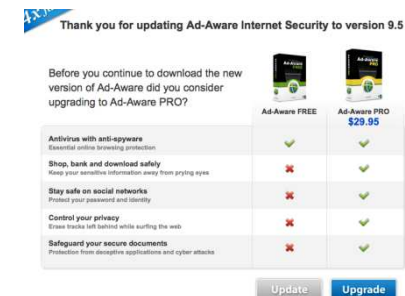 Thank you for updating Ad-Aware Internet Security to version 9.5
Before you continue to download the new
version of Ad-Aware did you consider
upgrading to Ad-Aware PRO?
Ad-Aware FREE
Ad-Aware PRO
$29.95
Antivirus with anti-spyware
Essential online browsing protection
Shop, bank and download safely
Keep your sensitive information away from prying eyes
Stay safe on social networks
Protect your password and identity
Control your privacy
Erase tracks left behind while surfing the web
Safeguard your secure documents
Protection from deceptive applications and cyber attacks
Update
Upgrade